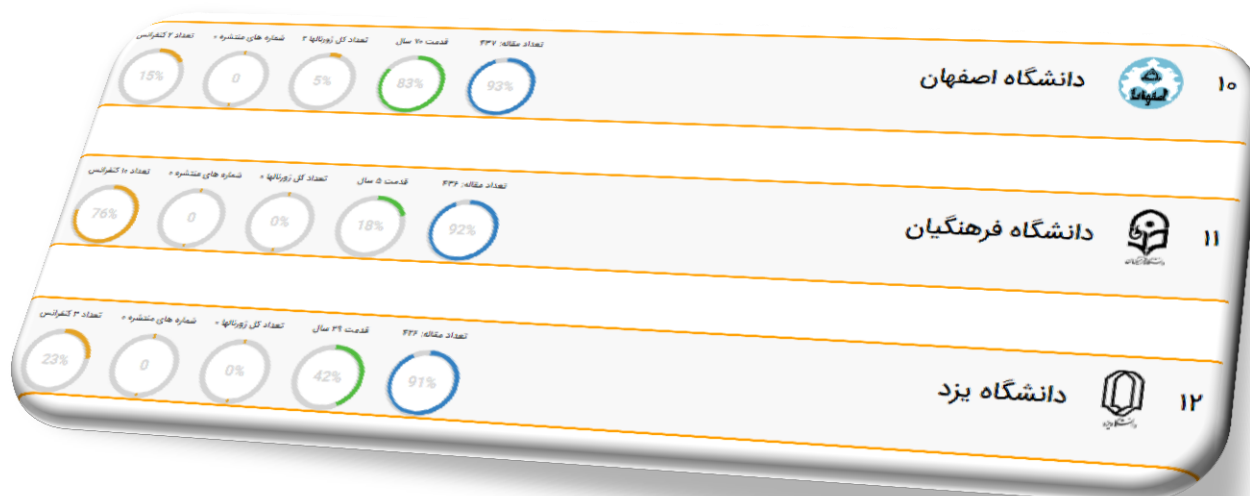 ۱۰
دانشگاه اصفهان
تعداد مقاله: ۴۳۷
قدمت ۷۰ سال
تعداد کل ژورنالها ۲
شماره های منتشره ۰
تعداد ۲ کنفرانس
93%
83%
5%
0
15%
۱۱
دانشگاه فرهنگیان
تعداد مقاله: ۴۳۶
قدمت ۵ سال
تعداد کل ژورنالها ۰
شماره های منتشره ۰
تعداد ۱۰ کنفرانس
92%
18%
0%
0
76%
۱۲
دانشگاه یزد
تعداد مقاله: ۴۲۶
قدمت ۲۹ سال
تعداد کل ژورنالها ۰
شماره های منتشره ۰
تعداد ۳ کنفرانس
91%
42%
0%
0
23%